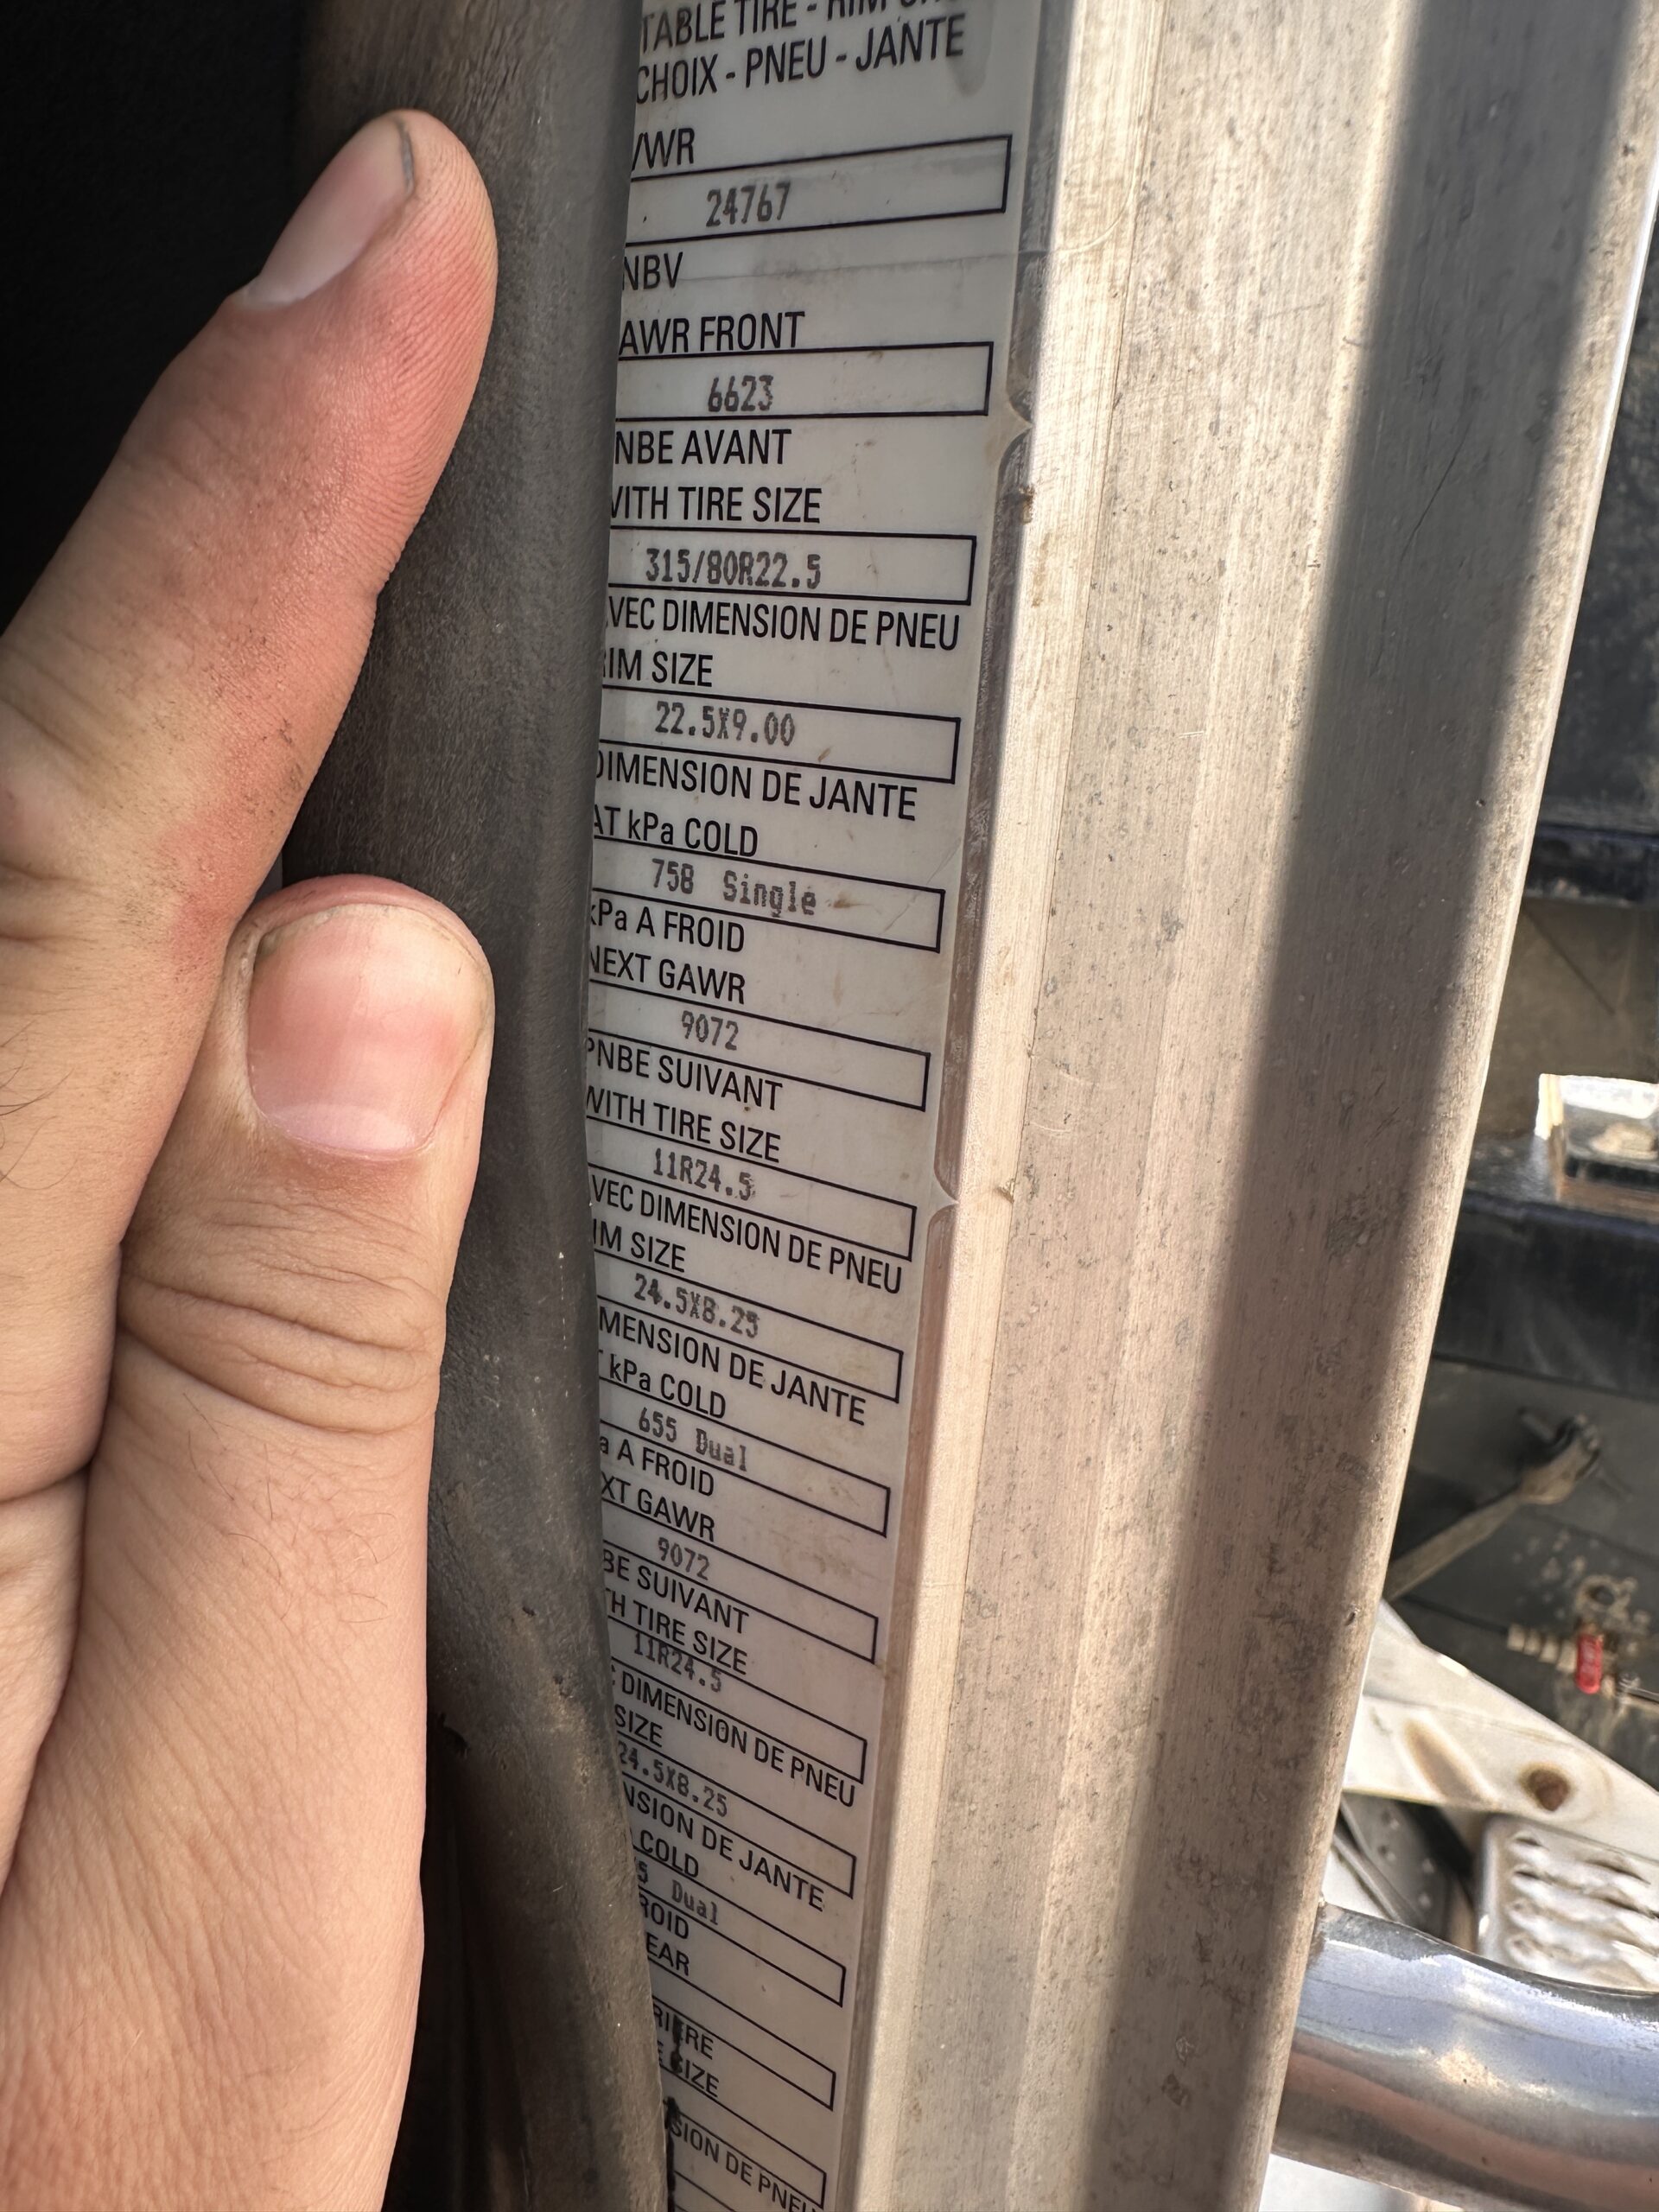 TABLE TIRE - RIM
CHOIX - PNEU - JANTE
VWR
24767
NBV
AWR FRONT
6623
NBE AVANT
WITH TIRE SIZE
315/80R22.5
VEC DIMENSION DE PNEU
RIM SIZE
22.5X9.00
DIMENSION DE JANTE
AT kPa COLD
758 Single
kPa A FROID
NEXT GAWR
9072
PNBE SUIVANT
WITH TIRE SIZE
11R24.5
VEC DIMENSION DE PNEU
IM SIZE
24.5X8.25
MENSION DE JANTE
kPa COLD
655 Dual
a A FROID
XT GAWR
9072
BE SUIVANT
TH TIRE SIZE
11R24.5
DIMENSION DE PNEU
SIZE
24.5X8.25
NSION DE JANTE
COLD
5 Dual
ROID
EAR
RIERE
E SIZE
SION DE PNEU